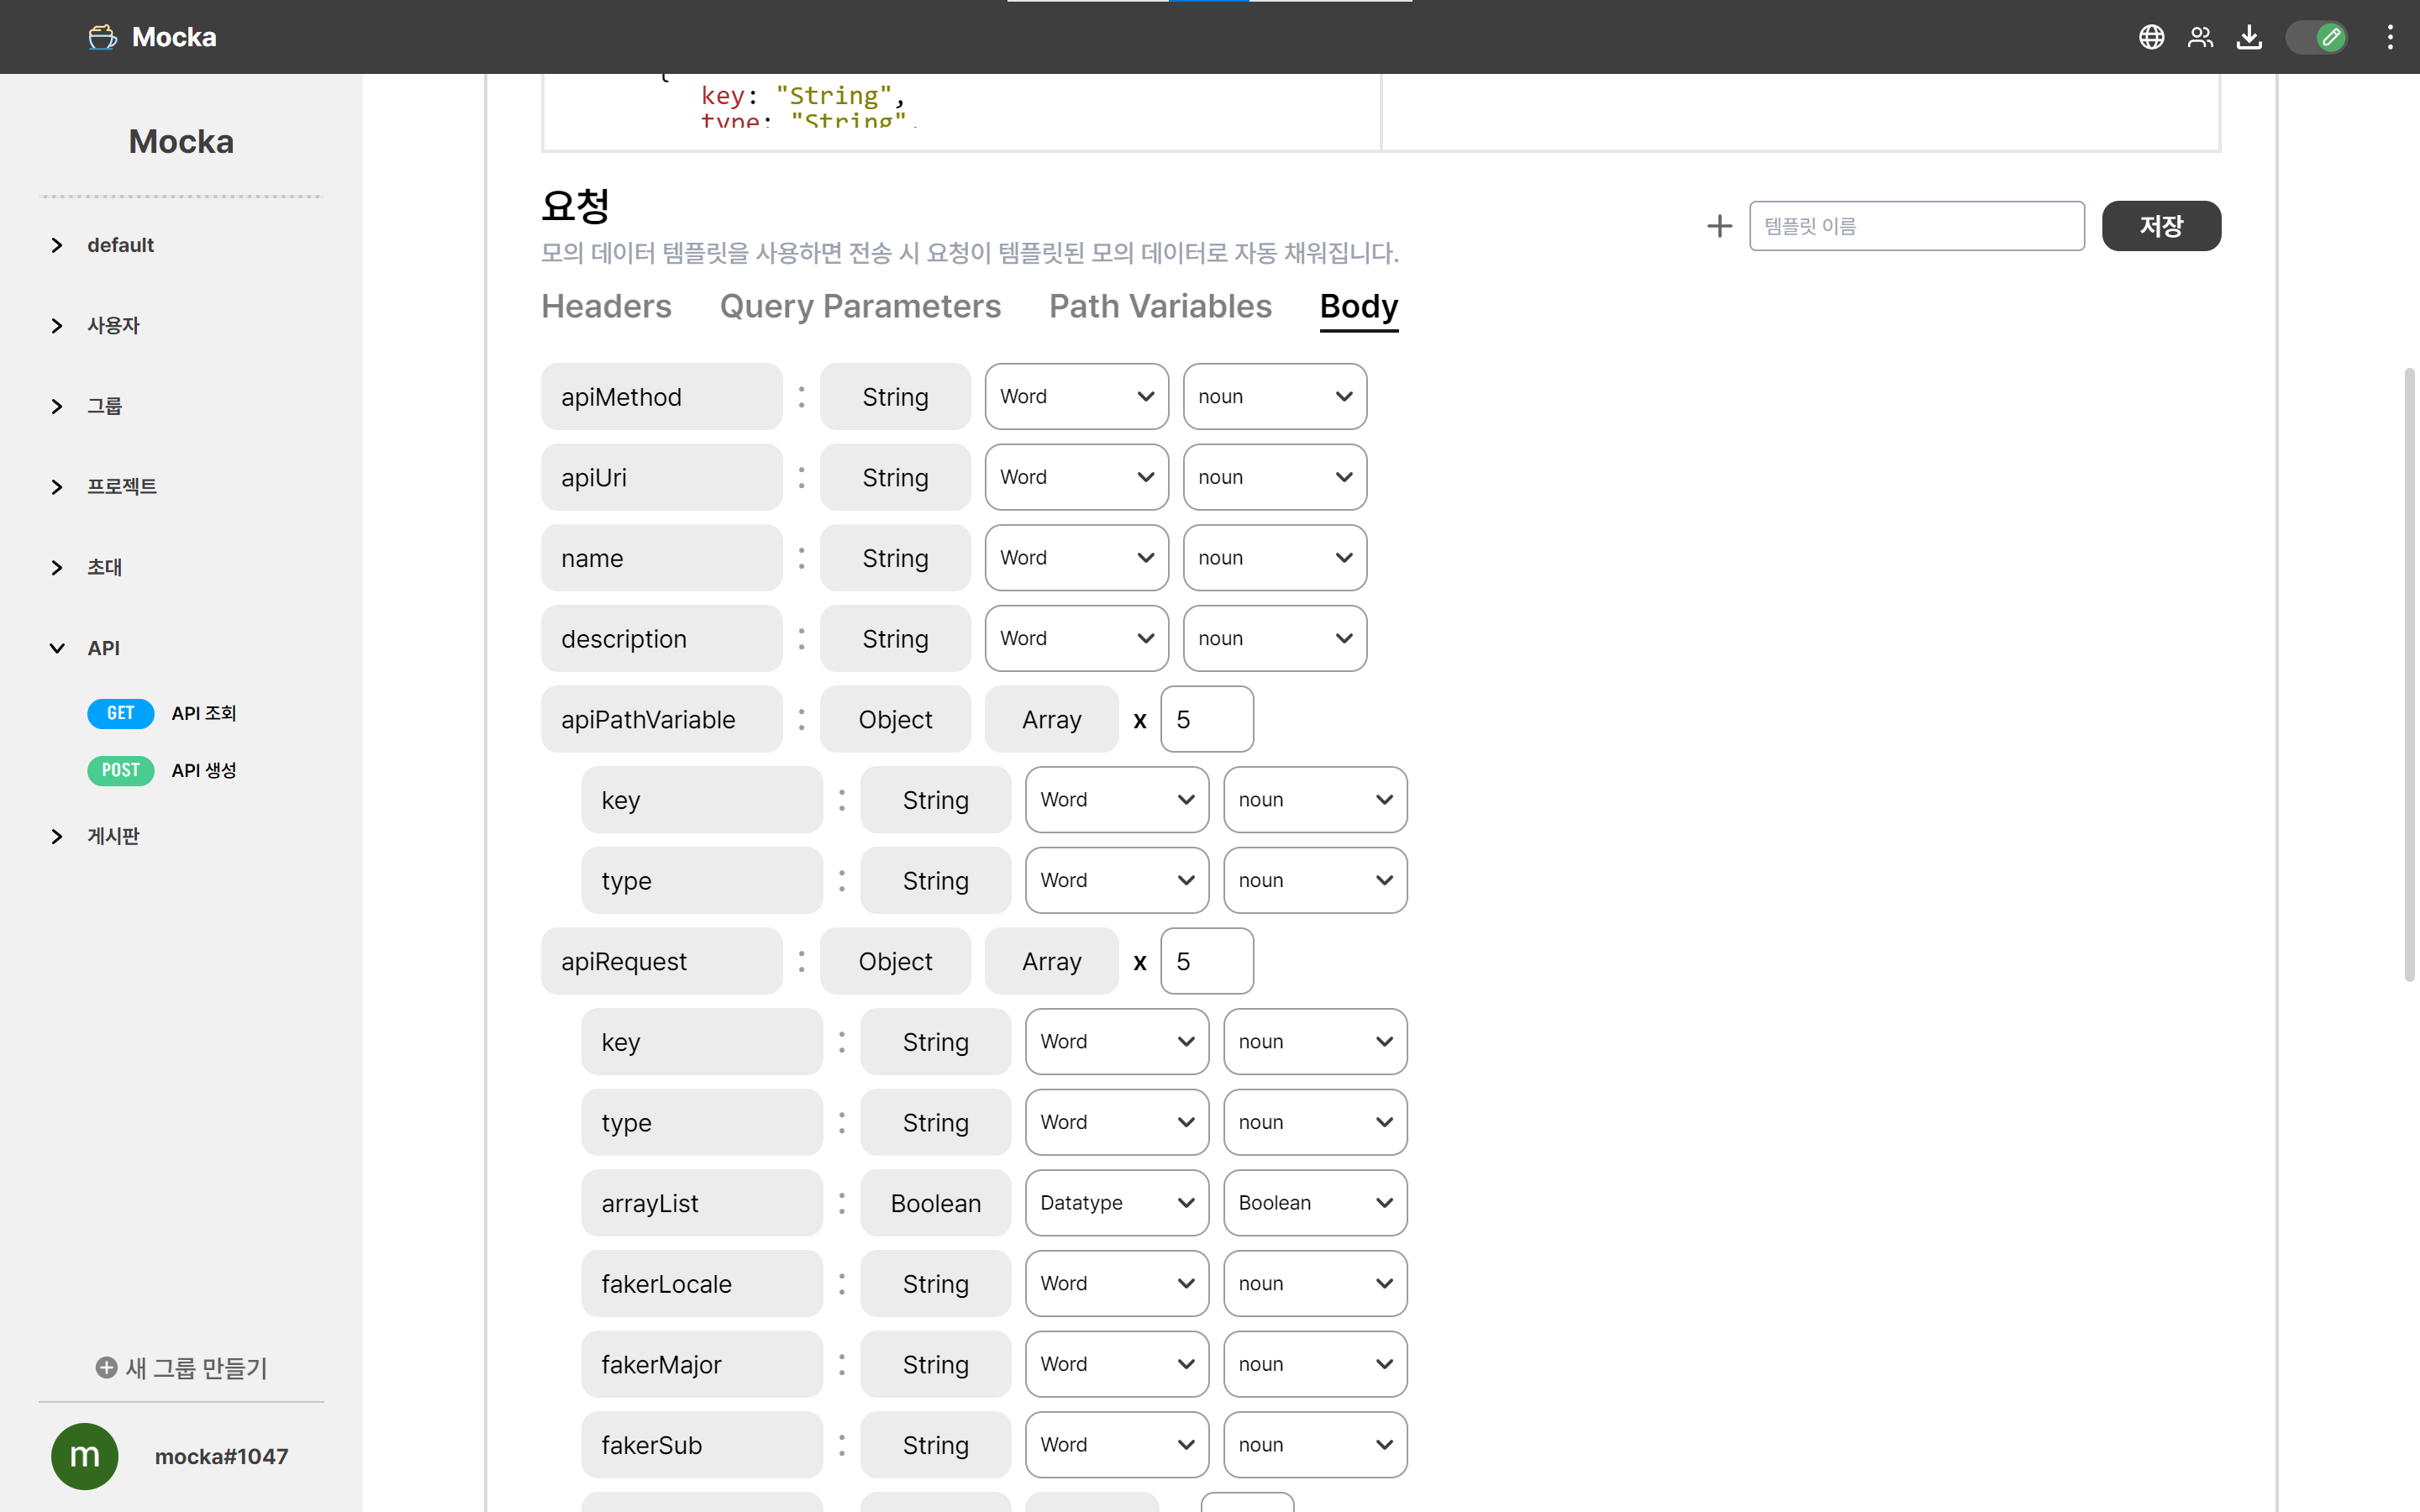 Mocka
Mocka
default
사용자
그룹
프로젝트
초대
API
GET API 조회
POST API 생성
게시판
새 그룹 만들기
m mocka#1047
{
key: "String",
type: "String",
요청
모의 데이터 템플릿을 사용하면 전송 시 요청이 템플릿된 모의 데이터로 자동 채워집니다.
템플릿 이름 저장
Headers Query Parameters Path Variables Body
apiMethod : String Word noun
apiUri : String Word noun
name : String Word noun
description : String Word noun
apiPathVariable : Object Array x 5
key : String Word noun
type : String Word noun
apiRequest : Object Array x 5
key : String Word noun
type : String Word noun
arrayList : Boolean Datatype Boolean
fakerLocale : String Word noun
fakerMajor : String Word noun
fakerSub : String Word noun